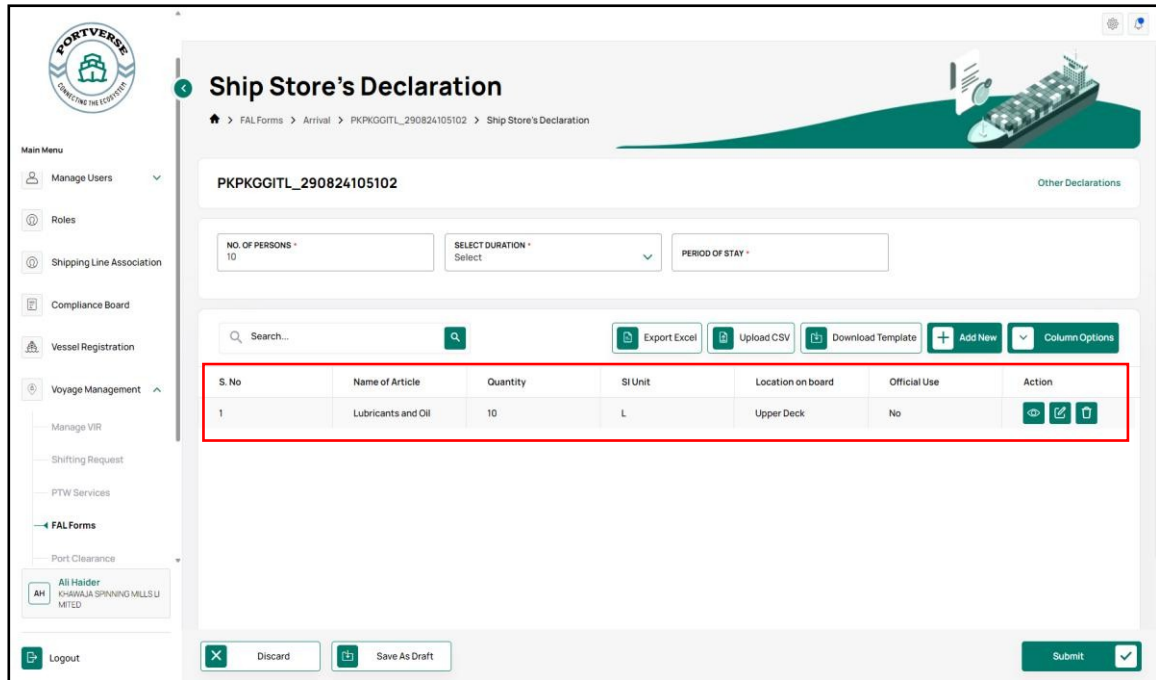 PORTVERSE
CONNECTING THE ECOSYSTEM
Ship Store's Declaration
FAL Forms > Arrival > PKPKGGITL_290824105102 > Ship Store's Declaration
Main Menu
Manage Users
Roles
Shipping Line Association
Compliance Board
Vessel Registration
Voyage Management
Manage VIR
Shifting Request
PTW Services
FAL Forms
Port Clearance
AH
Ali Haider
KHAWAJA SPINNING MILLS LI
MITED
Logout
PKPKGGITL_290824105102 Other Declarations
NO. OF PERSONS *
10
SELECT DURATION *
Select
PERIOD OF STAY *
Search...
Export Excel Upload CSV Download Template Add New Column Options
S. No Name of Article Quantity SI Unit Location on board Official Use Action
1 Lubricants and Oil 10 L Upper Deck No
Discard Save As Draft Submit